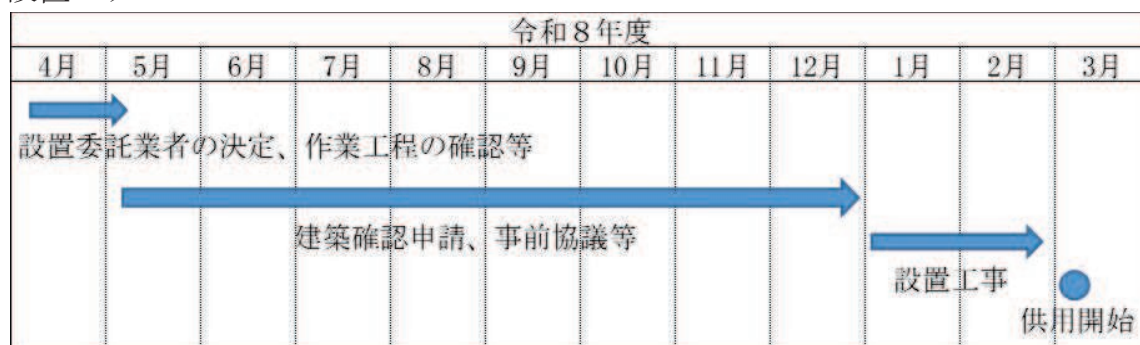 令和８年度
4月 5月 6月 7月 8月 9月 10月 11月 12月 1月 2月 3月
設置委託業者の決定、作業工程の確認等
建築確認申請、事前協議等
設置工事
供用開始